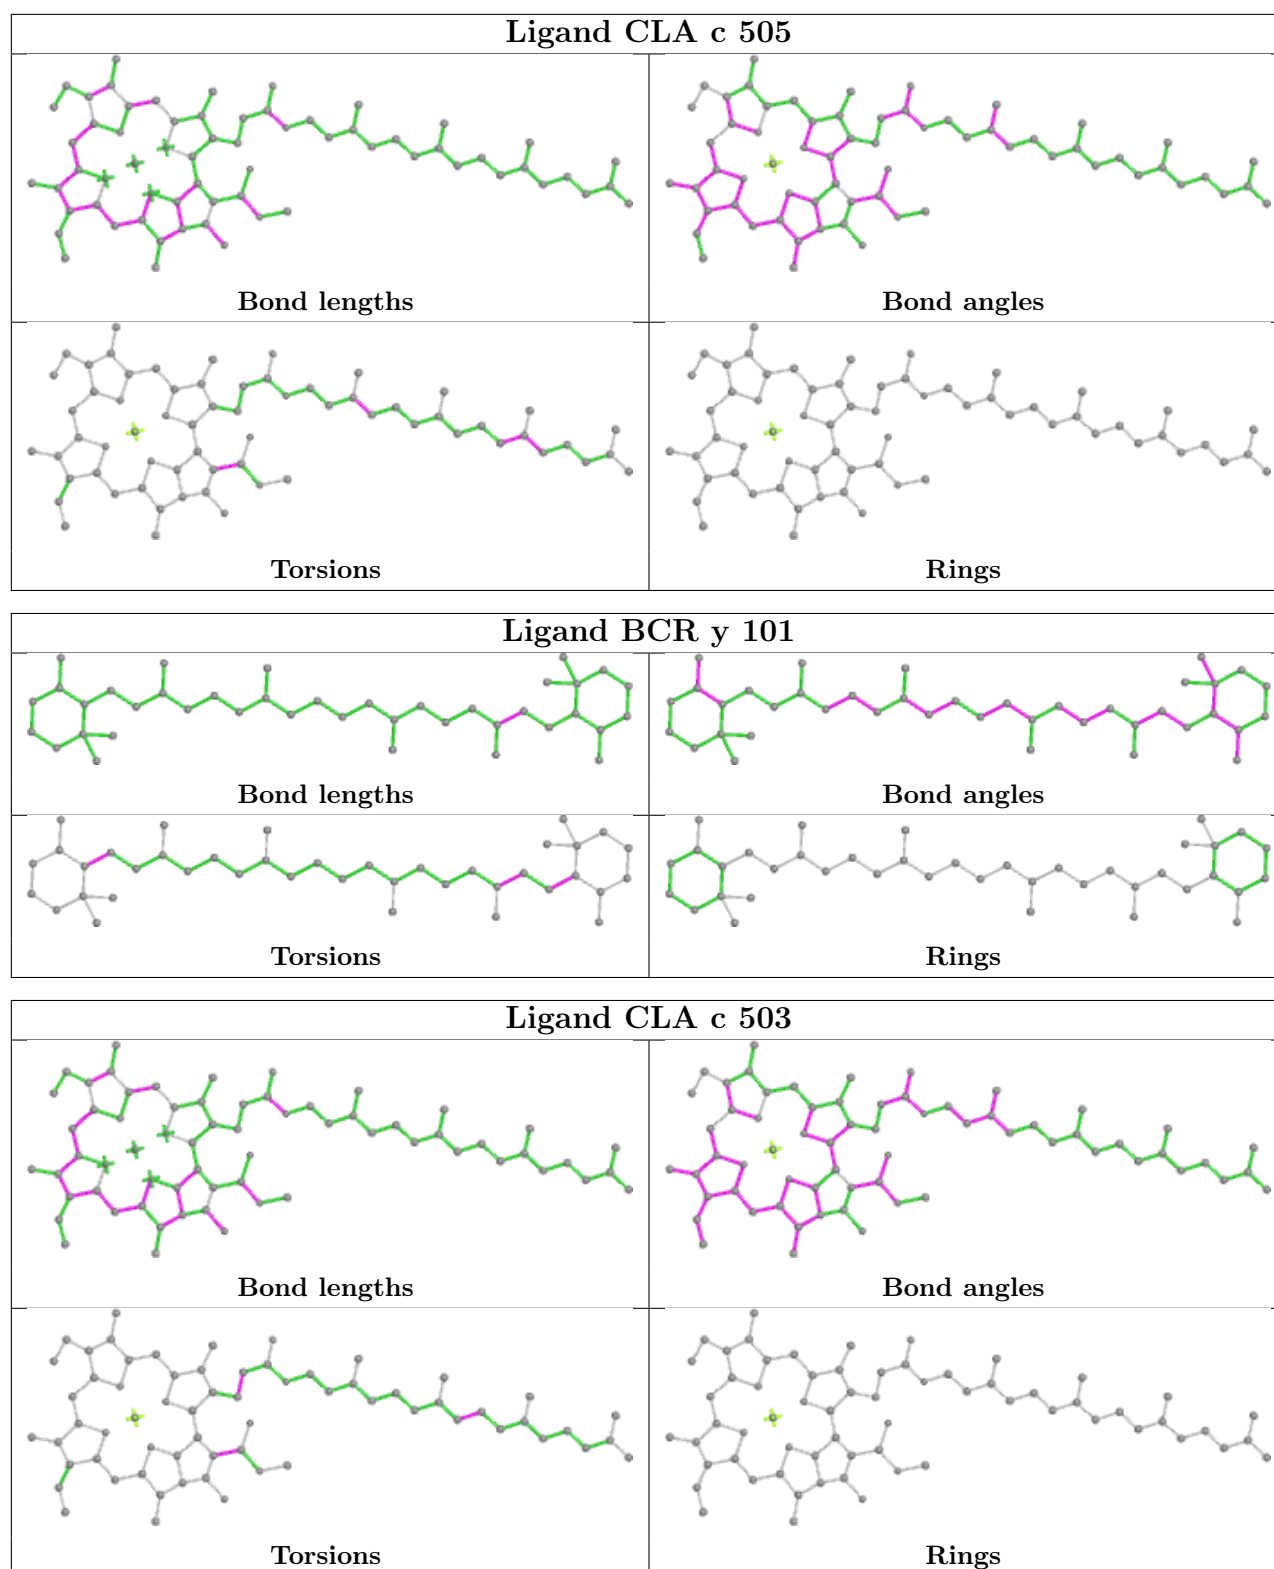 Ligand CLA c 505
Bond lengths
Bond angles
Torsions
Rings
Ligand BCR y 101
Bond lengths
Bond angles
Torsions
Rings
Ligand CLA c 503
Bond lengths
Bond angles
Torsions
Rings